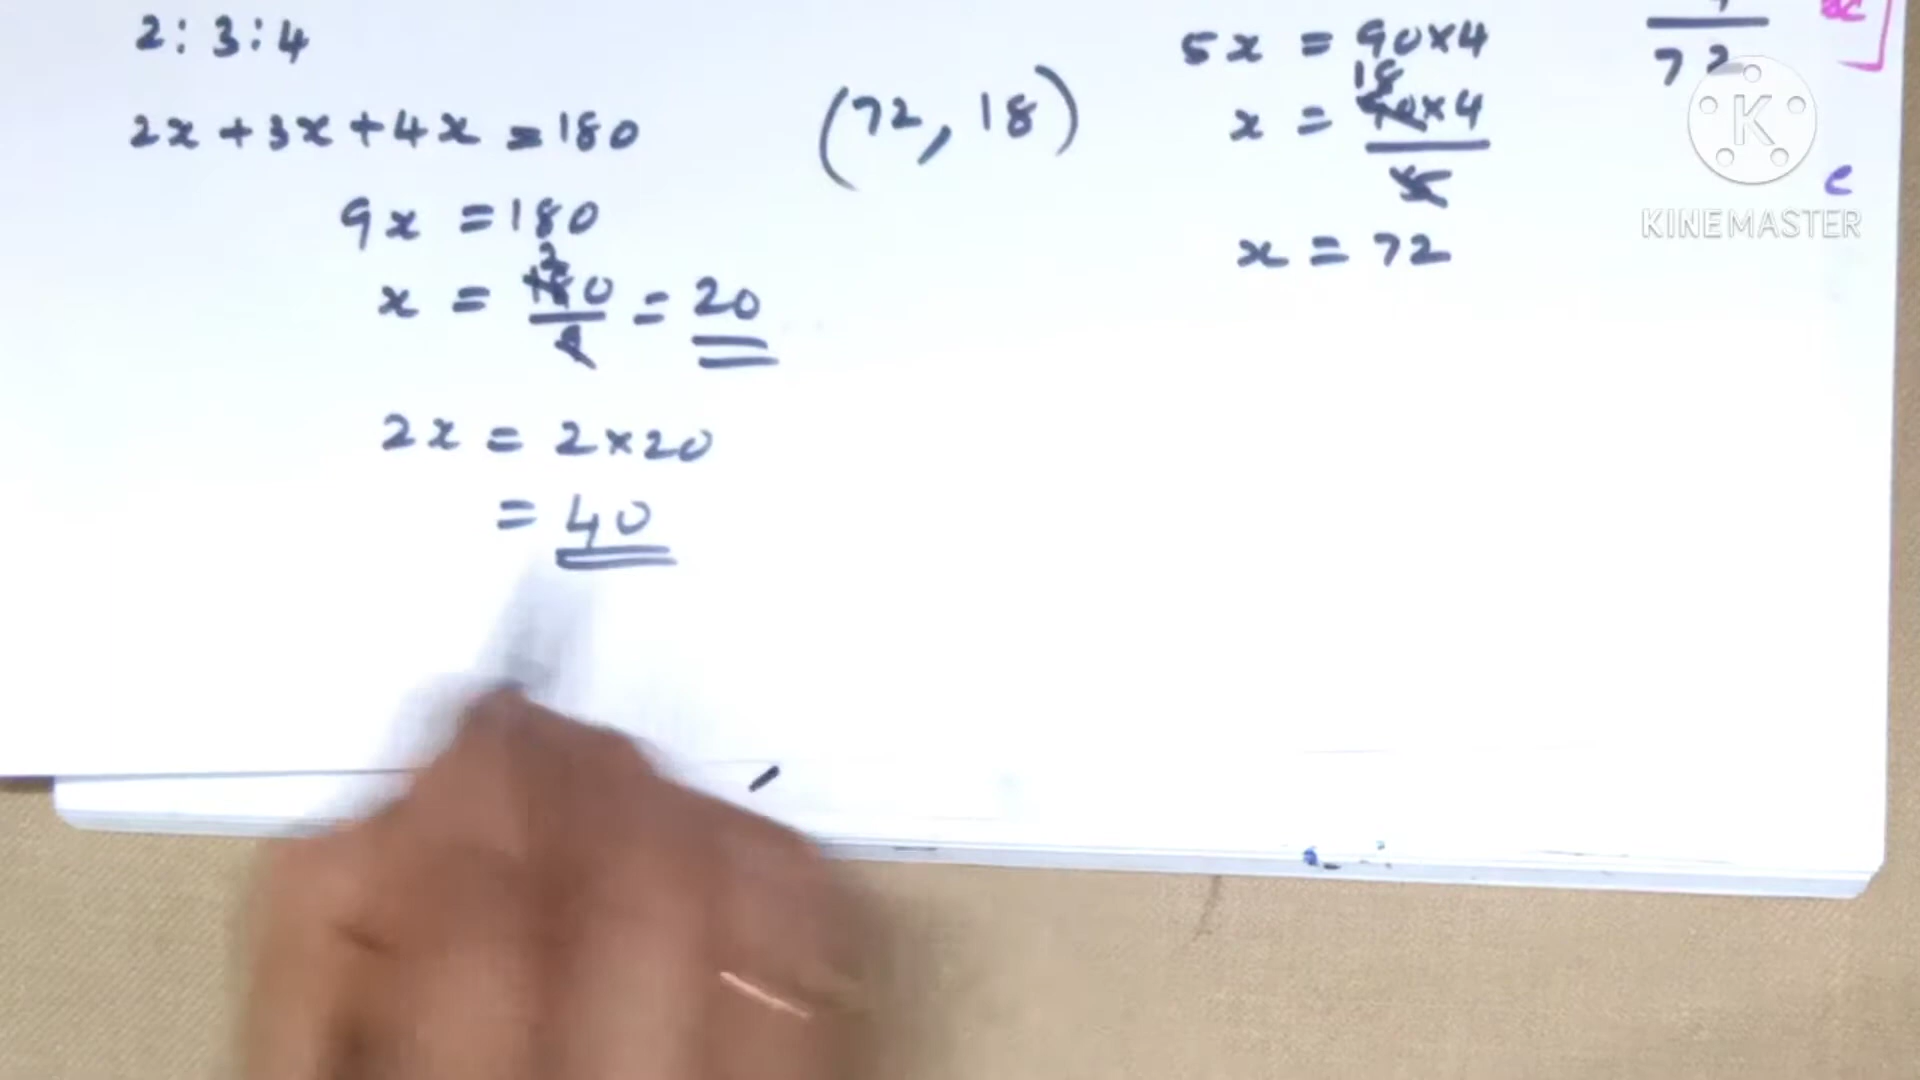 2:3:4
2x+3x+4x=180
9x=180
x = 180/9 = 20
2
2x = 2×20
= 40
(72, 18)
5x = 90×4
18
x = 90×4/5
x = 72
72
e
K
KINEMASTER